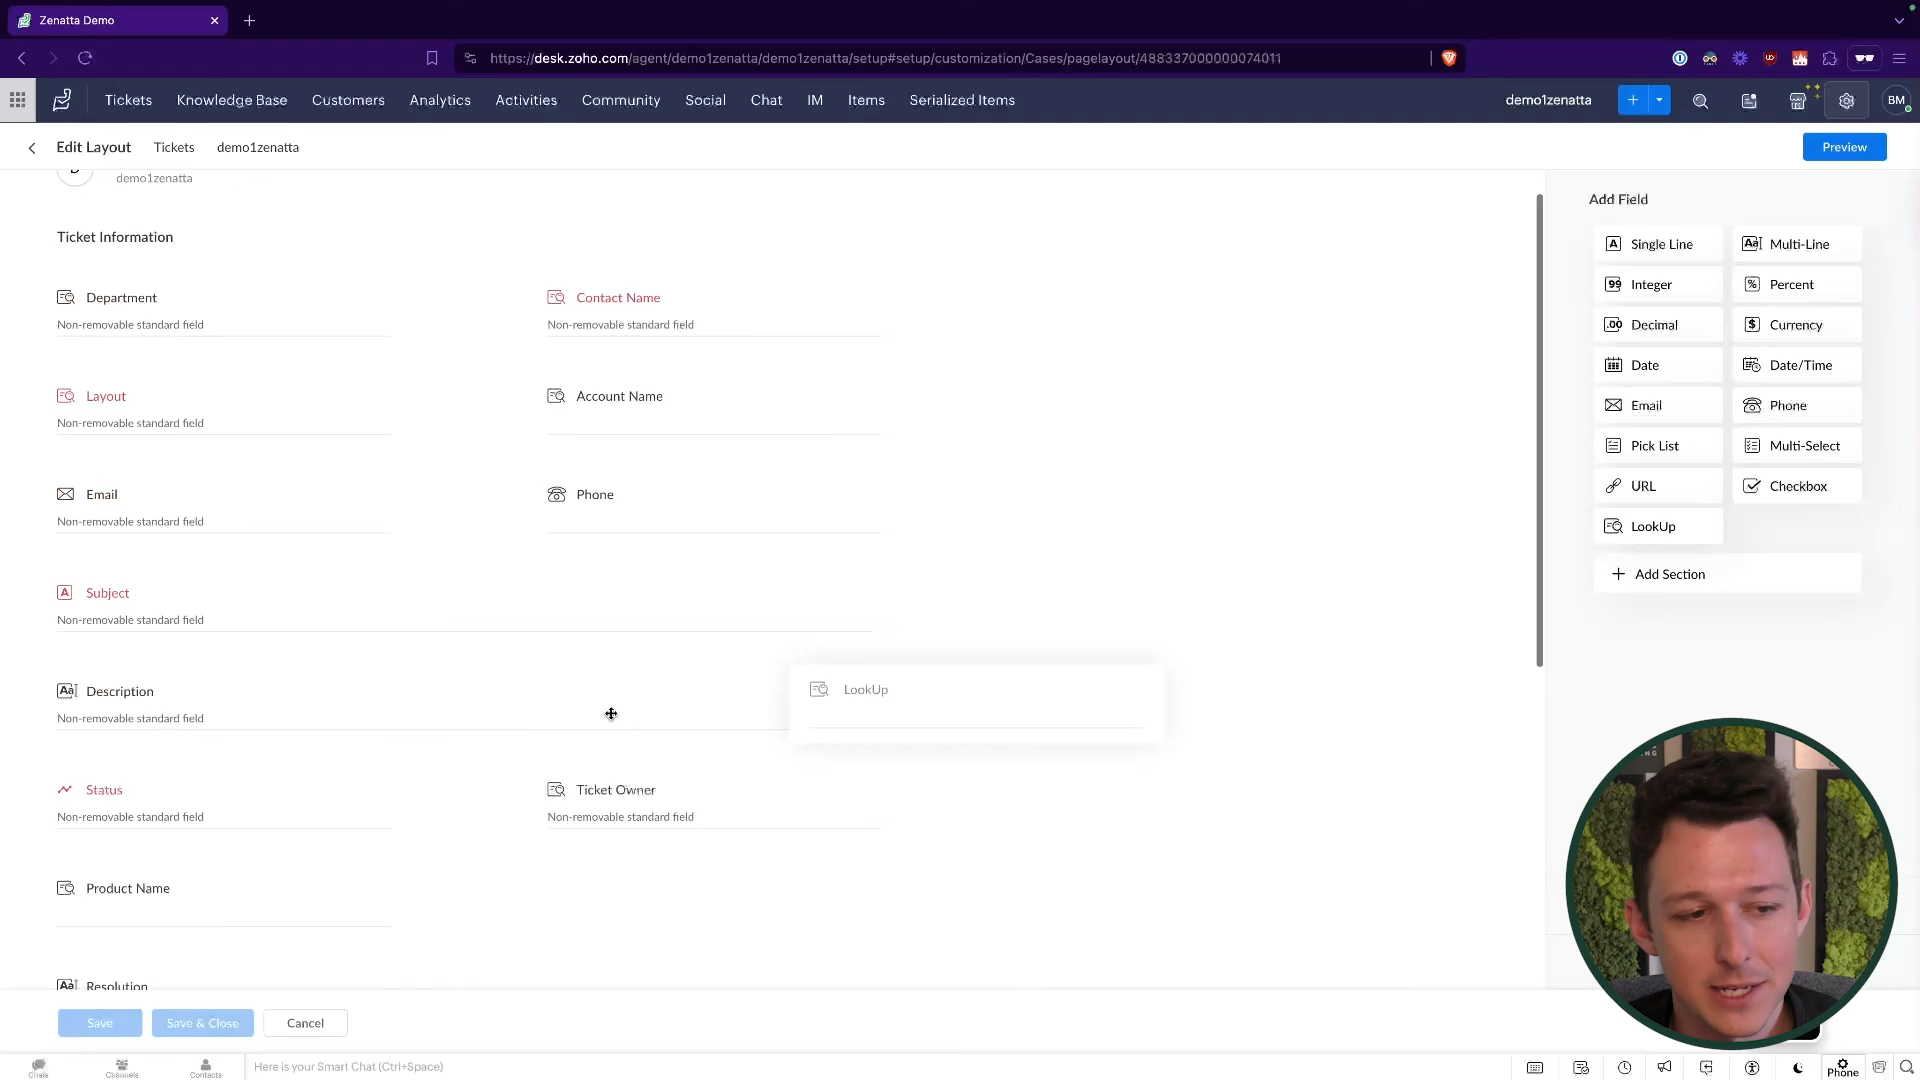 Zenatta Demo
https://desk.zoho.com/agent/demo1zenatta/demo1zenatta/setup#setup/customization/Cases/pagelayout/488337000000074011
Tickets Knowledge Base Customers Analytics Activities Community Social Chat IM Items Serialized Items demo1zenatta BM
Edit Layout Tickets demo1zenatta Preview
demo1zenatta
Add Field
Ticket Information
Single Line Multi-Line
Integer Percent
Department Contact Name
Non-removable standard field Non-removable standard field
Decimal Currency
Date Date/Time
Layout Account Name
Non-removable standard field
Email Phone
Pick List Multi-Select
URL Checkbox
Email Phone
Non-removable standard field
LookUp
Add Section
Subject
Non-removable standard field
Description
LookUp
Non-removable standard field
Status Ticket Owner
Non-removable standard field Non-removable standard field
Product Name
Resolution
Save Save & Close Cancel
Chats Channels Contacts Here is your Smart Chat (Ctrl+Space) Phone